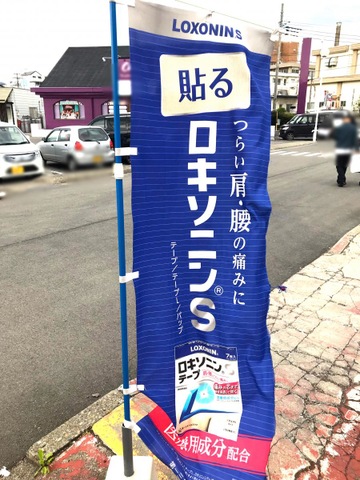 LOXONIN S
貼る
ロキソニン®S
つらい肩・腰の痛みに
テープ/テープL/パップ
LOXONIN S
7枚入
ロキソニンS
テープ
医療用成分配合